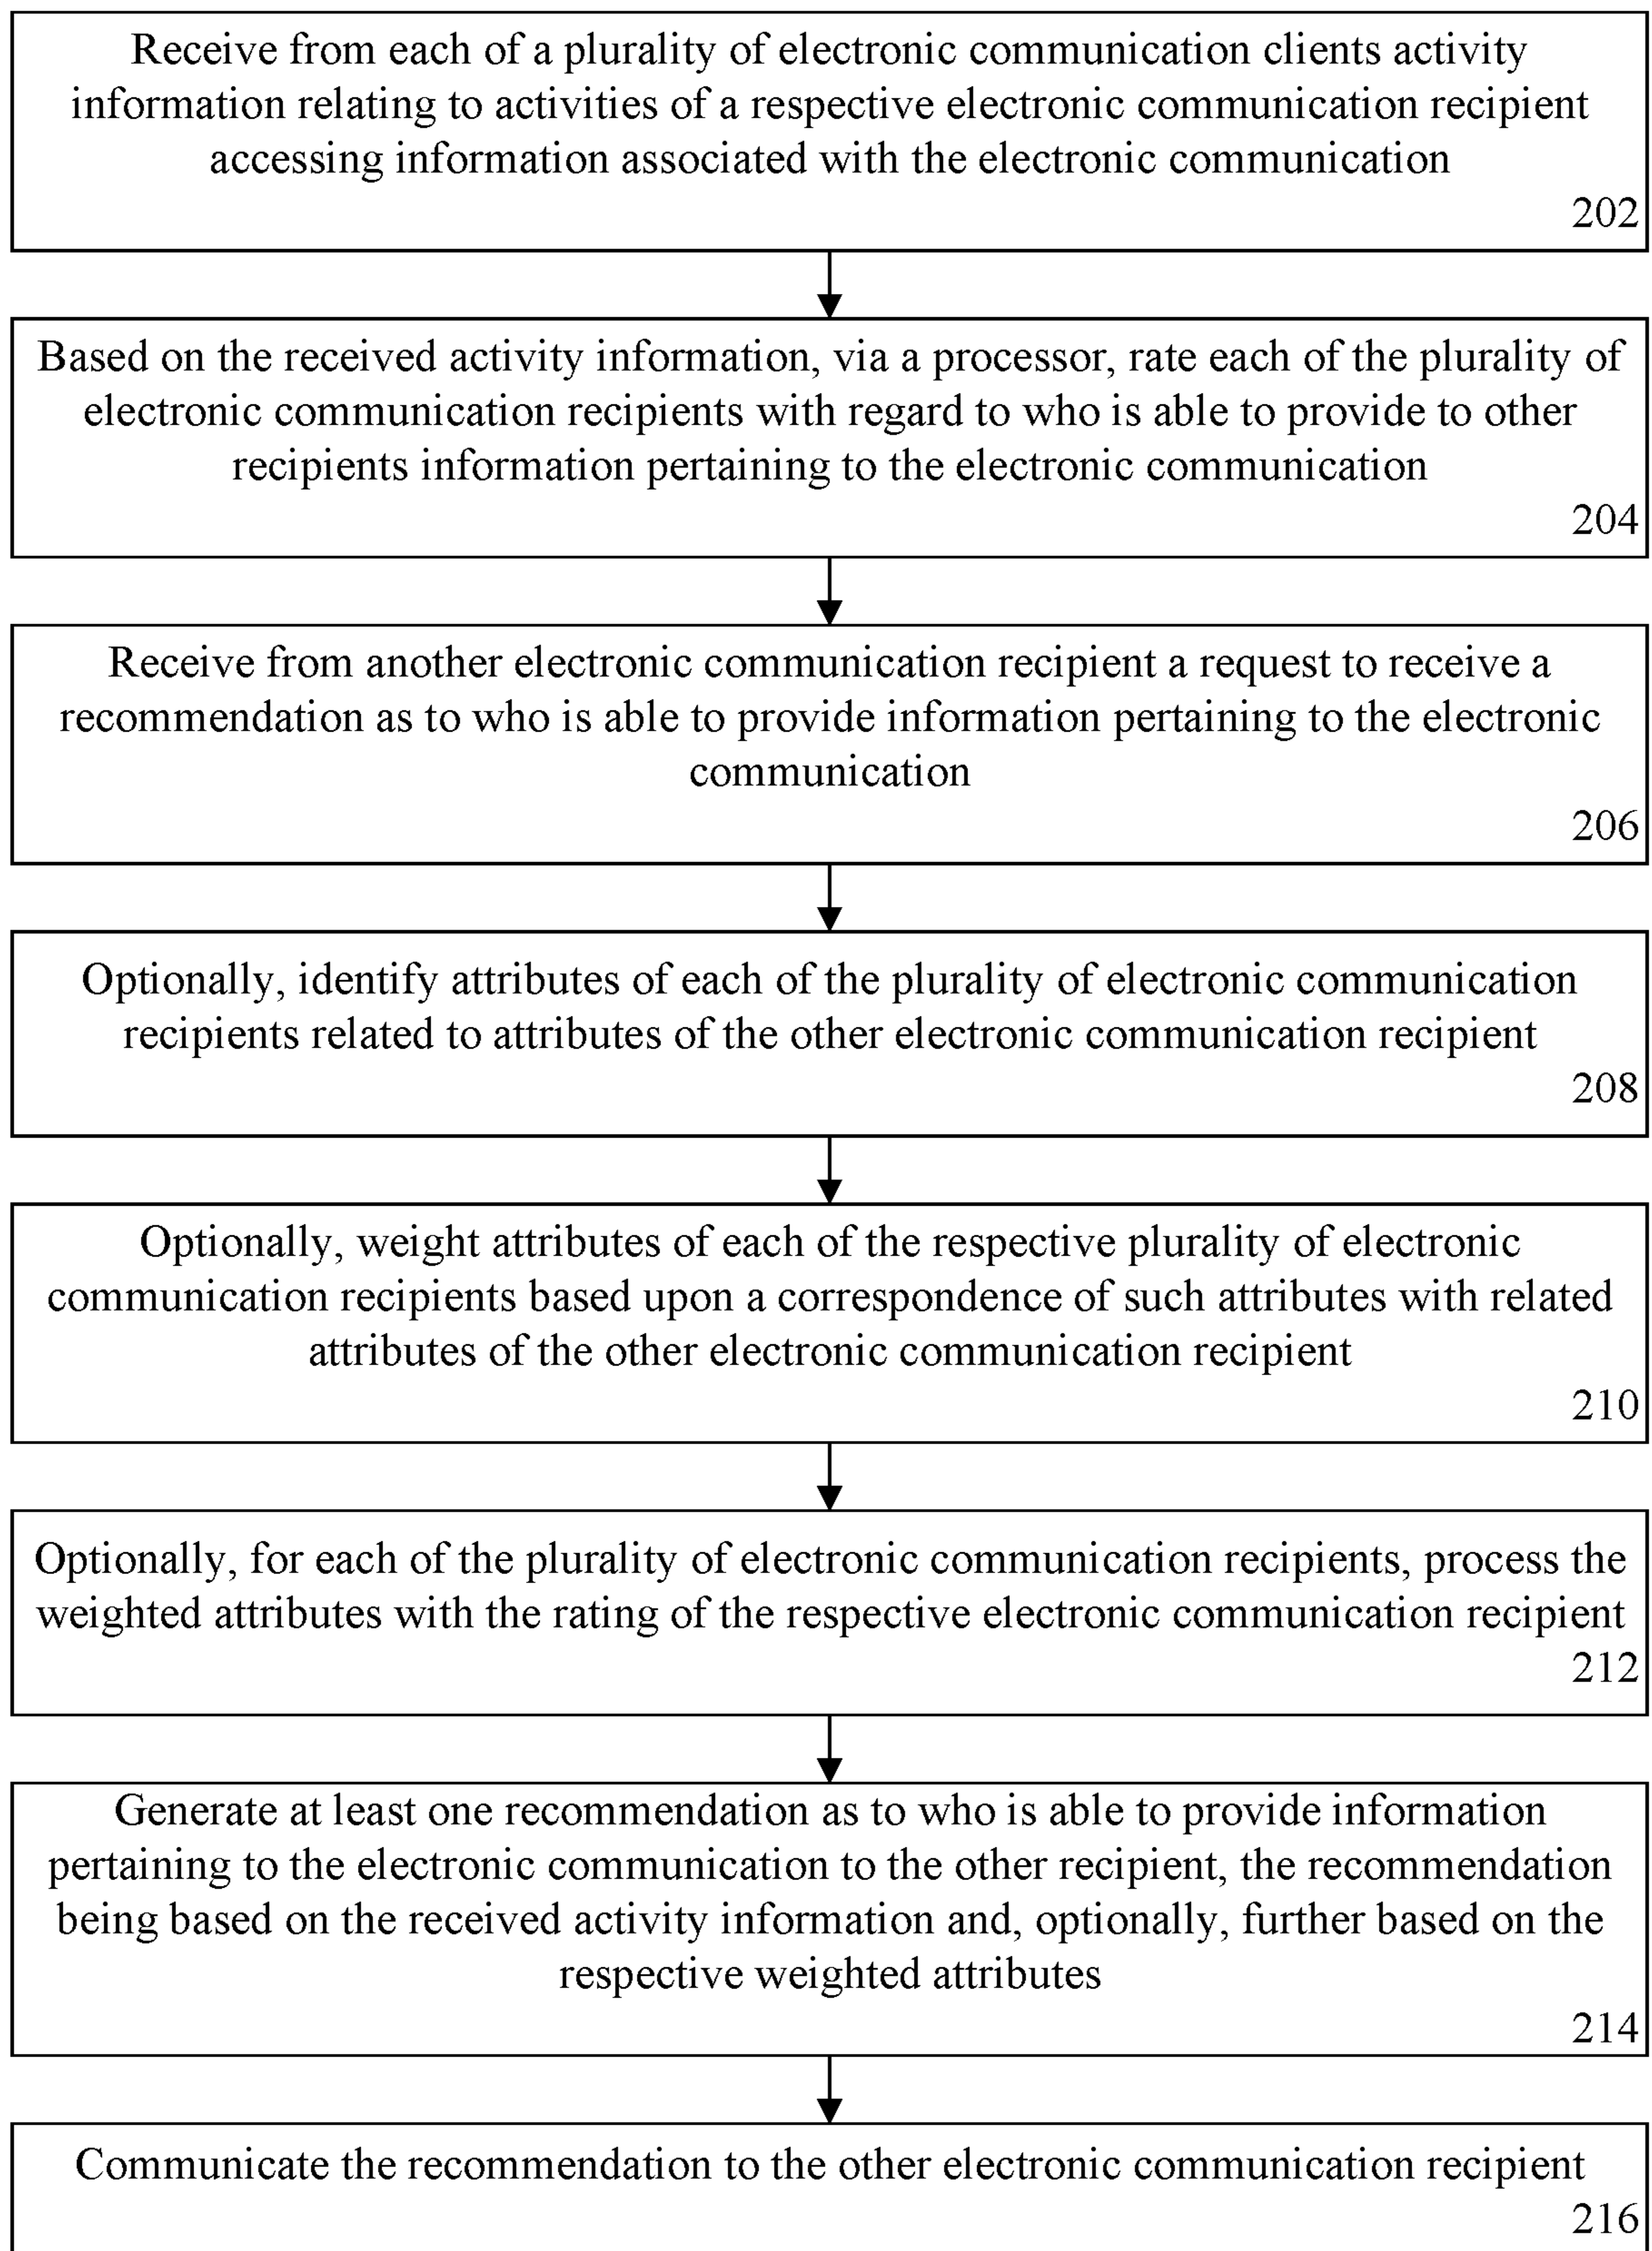 Receive from each of a plurality of electronic communication clients activity
information relating to activities of a respective electronic communication recipient
accessing information associated with the electronic communication
202
Based on the received activity information, via a processor, rate each of the plurality of
electronic communication recipients with regard to who is able to provide to other
recipients information pertaining to the electronic communication
204
Receive from another electronic communication recipient a request to receive a
recommendation as to who is able to provide information pertaining to the electronic
communication
206
Optionally, identify attributes of each of the plurality of electronic communication
recipients related to attributes of the other electronic communication recipient
208
Optionally, weight attributes of each of the respective plurality of electronic
communication recipients based upon a correspondence of such attributes with related
attributes of the other electronic communication recipient
210
Optionally, for each of the plurality of electronic communication recipients, process the
weighted attributes with the rating of the respective electronic communication recipient
212
Generate at least one recommendation as to who is able to provide information
pertaining to the electronic communication to the other recipient, the recommendation
being based on the received activity information and, optionally, further based on the
respective weighted attributes
214
Communicate the recommendation to the other electronic communication recipient
216